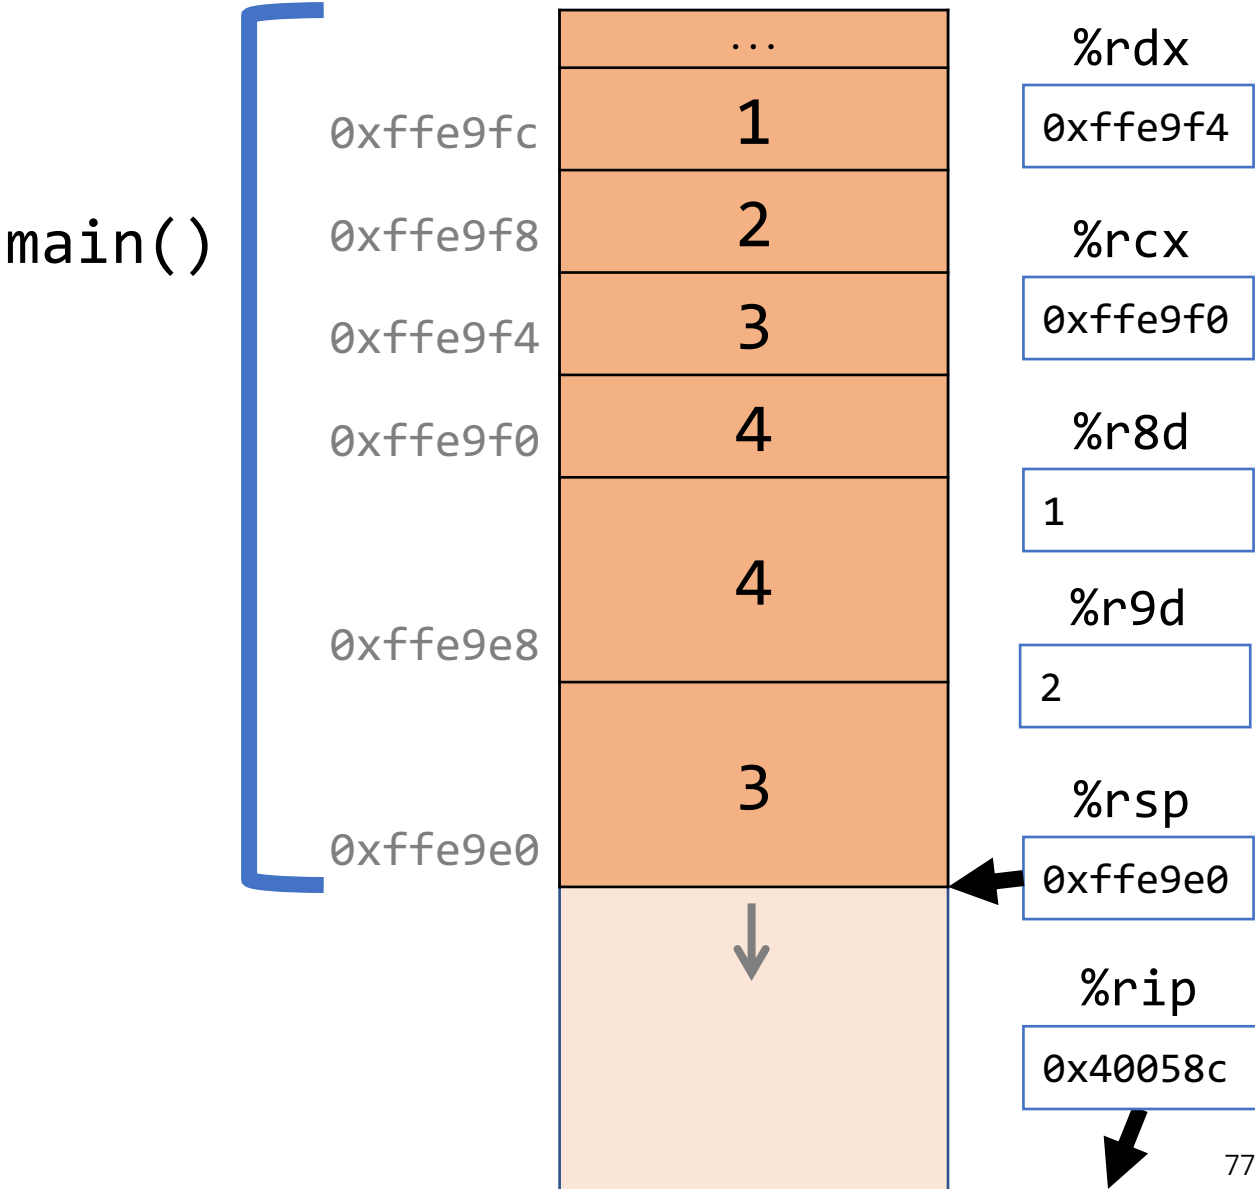 main()
...
0xffe9fc
1
0xffe9f8
2
0xffe9f4
3
0xffe9f0
4
0xffe9e8
4
0xffe9e0
3
%rdx
0xffe9f4
%rcx
0xffe9f0
%r8d
1
%r9d
2
%rsp
0xffe9e0
%rip
0x40058c
77